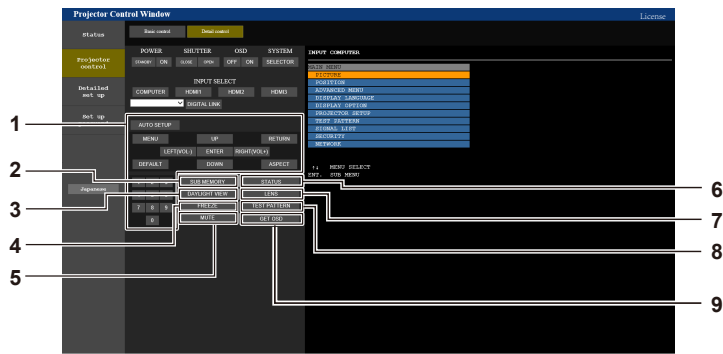 Projector Control Window
License
Status
Projector
control
Detailed
set up
Set up
Japanese
Basic control
Detail control
POWER SHUTTER OSD SYSTEM
STANDBY ON CLOSE OPEN OFF ON SELECTOR
INPUT SELECT
COMPUTER HDMI1 HDMI2 HDMI3
DIGITAL LINK
AUTO SETUP
MENU UP RETURN
LEFT(VOL-) ENTER RIGHT(VOL+)
DEFAULT DOWN ASPECT
SUB MEMORY STATUS
DAYLIGHT VIEW LENS
7 8 9 FREEZE TEST PATTERN
0 MUTE GET OSD
INPUT COMPUTER
MAIN MENU
PICTURE
POSITION
ADVANCED MENU
DISPLAY LANGUAGE
DISPLAY OPTION
PROJECTOR SETUP
TEST PATTERN
SIGNAL LIST
SECURITY
NETWORK
↑↓ MENU SELECT
ENT. SUB MENU
1
2
3
4
5
6
7
8
9